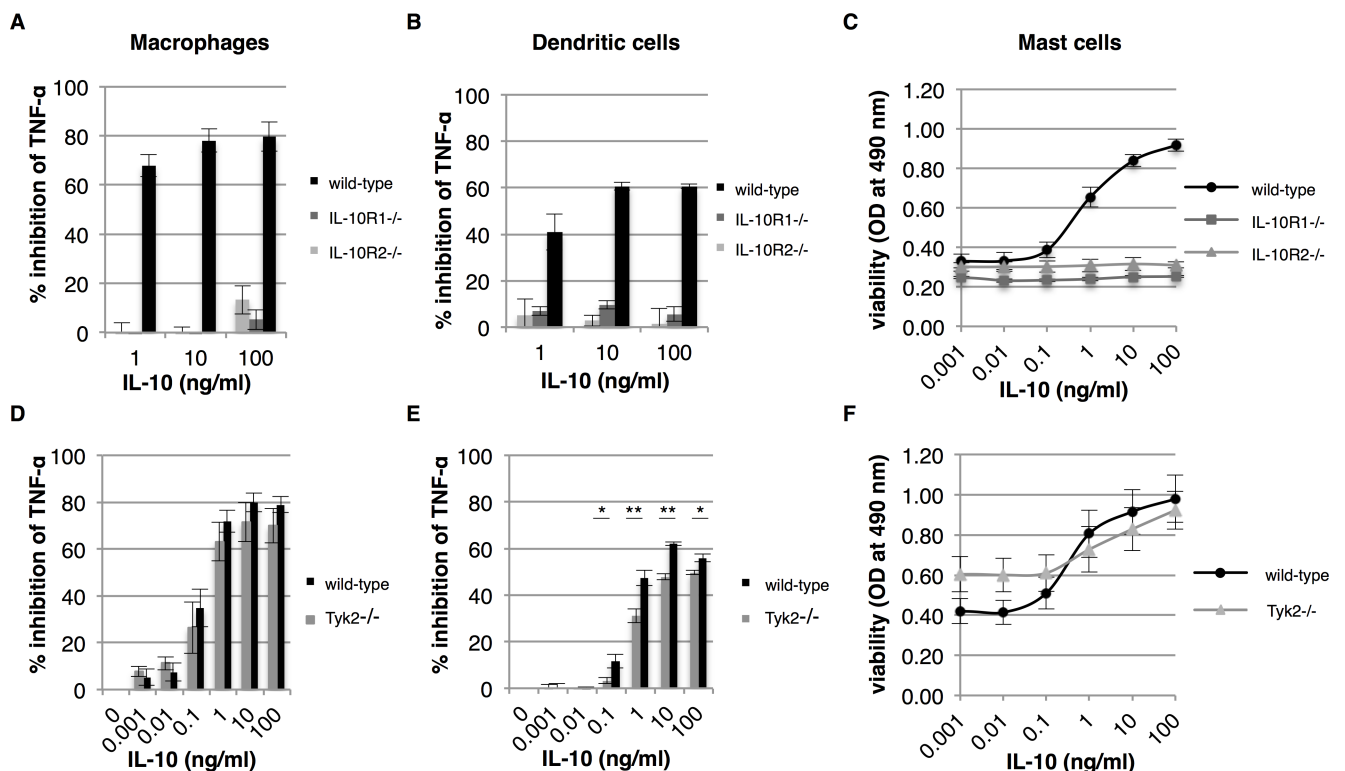 A
Macrophages
% inhibition of TNF-α
100
80
60
40
20
0
1 10 100
IL-10 (ng/ml)
wild-type
IL-10R1-/-
IL-10R2-/-
B
Dendritic cells
% inhibition of TNF-α
100
80
60
40
20
0
1 10 100
IL-10 (ng/ml)
wild-type
IL-10R1-/-
IL-10R2-/-
C
Mast cells
viability (OD at 490 nm)
1.20
1.00
0.80
0.60
0.40
0.20
0.00
0.001 0.01 0.1 1 10 100
IL-10 (ng/ml)
wild-type
IL-10R1-/-
IL-10R2-/-
D
% inhibition of TNF-α
100
80
60
40
20
0
0 0.001 0.01 0.1 1 10 100
IL-10 (ng/ml)
wild-type
Tyk2-/-
E
% inhibition of TNF-α
100
80
60
40
20
0
* ** ** *
0 0.001 0.01 0.1 1 10 100
IL-10 (ng/ml)
wild-type
Tyk2-/-
F
viability (OD at 490 nm)
1.20
1.00
0.80
0.60
0.40
0.20
0.00
0.001 0.01 0.1 1 10 100
IL-10 (ng/ml)
wild-type
Tyk2-/-